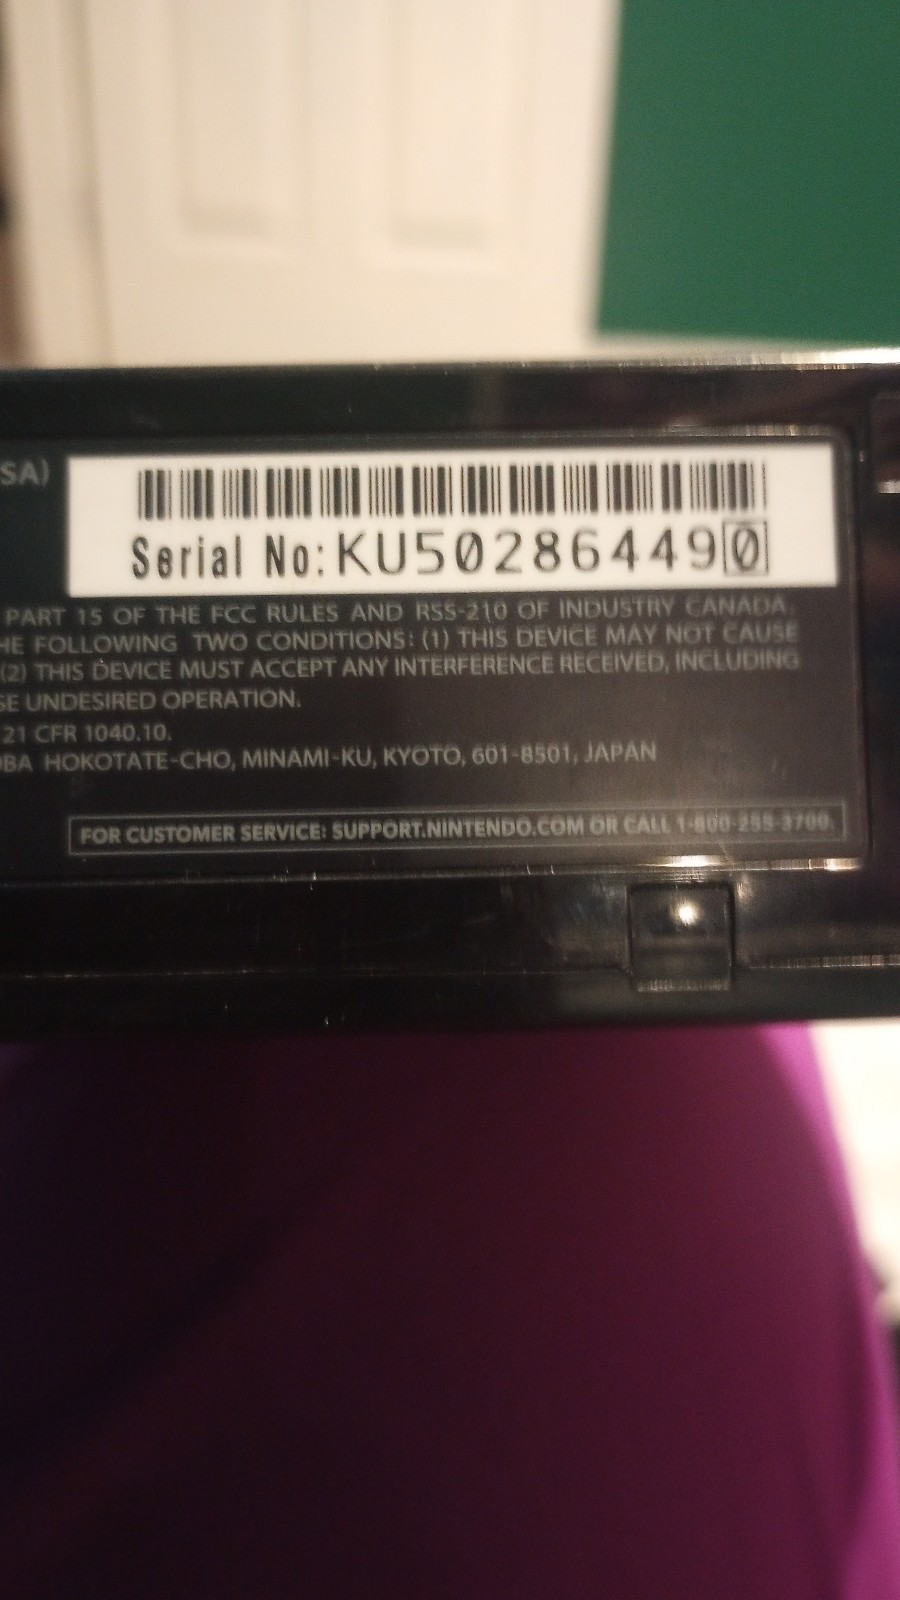 SA)
Serial No:KU502864490
PART 15 OF THE FCC RULES AND RSS-210 OF INDUSTRY CANADA.
HE FOLLOWING TWO CONDITIONS: (1) THIS DEVICE MAY NOT CAUSE
(2) THIS DEVICE MUST ACCEPT ANY INTERFERENCE RECEIVED, INCLUDING
SE UNDESIRED OPERATION.
21 CFR 1040.10.
OBA HOKOTATE-CHO, MINAMI-KU, KYOTO, 601-8501, JAPAN
FOR CUSTOMER SERVICE: SUPPORT.NINTENDO.COM OR CALL 1-800-255-3700.